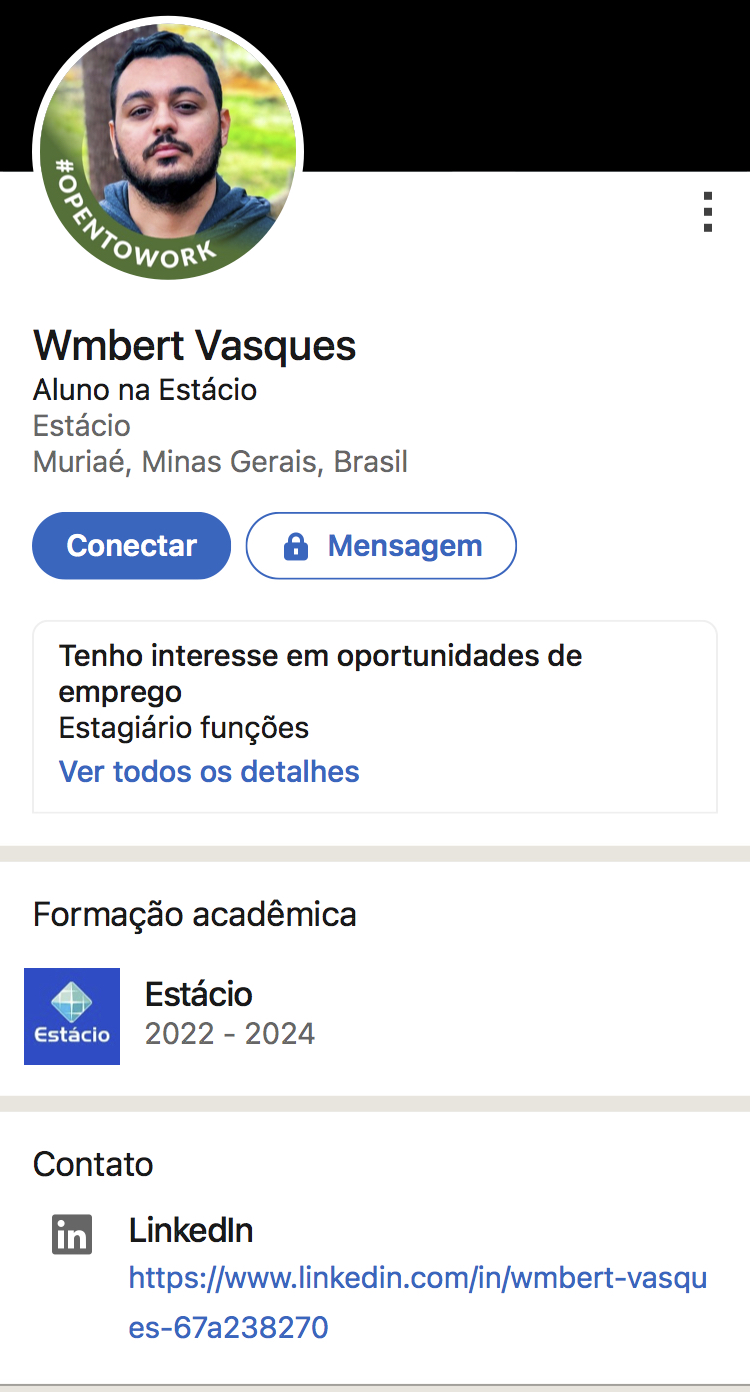 #OPENTOWORK
Wmbert Vasques
Aluno na Estácio
Estácio
Muriaé, Minas Gerais, Brasil
Conectar
Mensagem
Tenho interesse em oportunidades de
emprego
Estagiário funções
Ver todos os detalhes
Formação acadêmica
Estácio
Estácio
2022 - 2024
Contato
in
LinkedIn
https://www.linkedin.com/in/wmbert-vasqu
es-67a238270